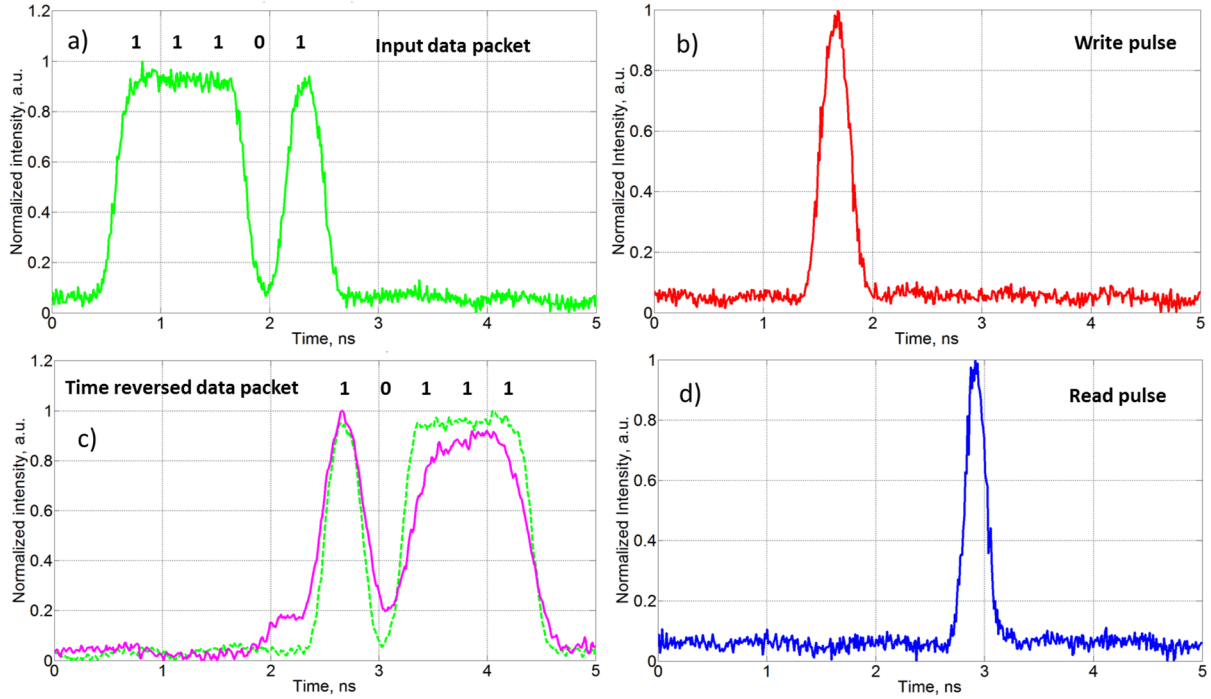 a)
1 1 1 0 1
Input data packet
1.2
1
0.8
0.6
0.4
0.2
0
Normalized intensity, a.u.
0 1 2 3 4 5
Time, ns
b)
Write pulse
1
0.8
0.6
0.4
0.2
0
Normalized Intensity, a.u.
0 1 2 3 4 5
Time, ns
Time reversed data packet 1 0 1 1 1
c)
1.2
1
0.8
0.6
0.4
0.2
0
Normalized intensity, a.u.
0 1 2 3 4 5
Time, ns
d)
Read pulse
1
0.8
0.6
0.4
0.2
0
Normalized Intensity, a.u.
0 1 2 3 4 5
Time, ns